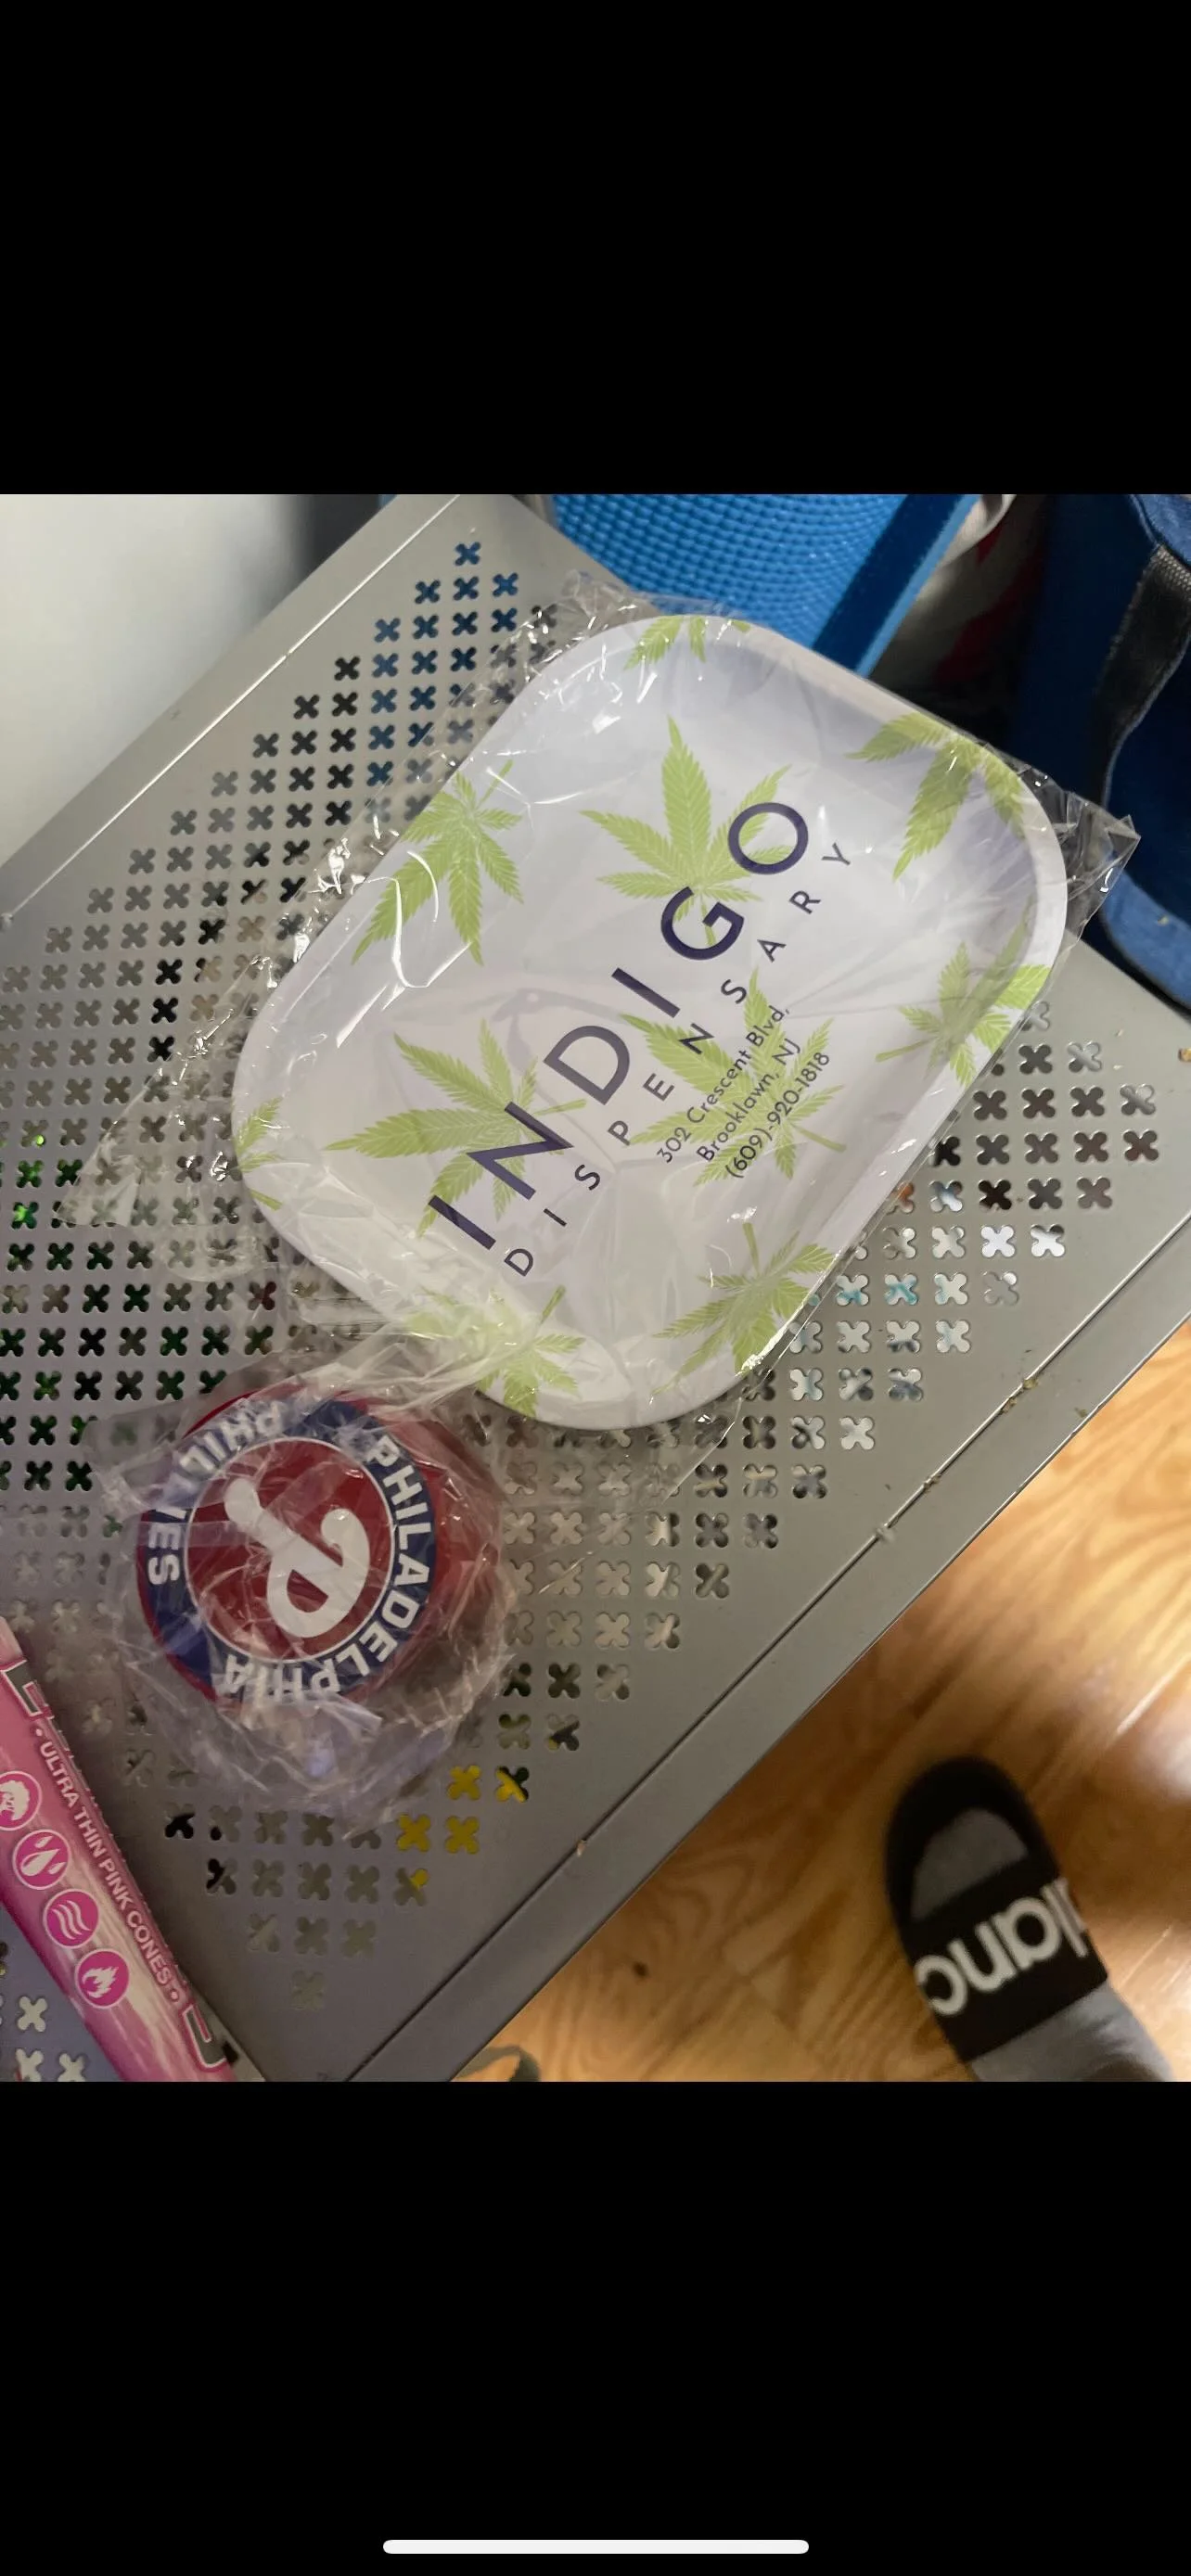 INDIGO
DISPENSARY
302 Crescent Blvd,
Brooklawn, NJ
(609)-920-1818
PHILADELPHIA
PHILLIES
P
• ULTRA THIN PINK CONES •